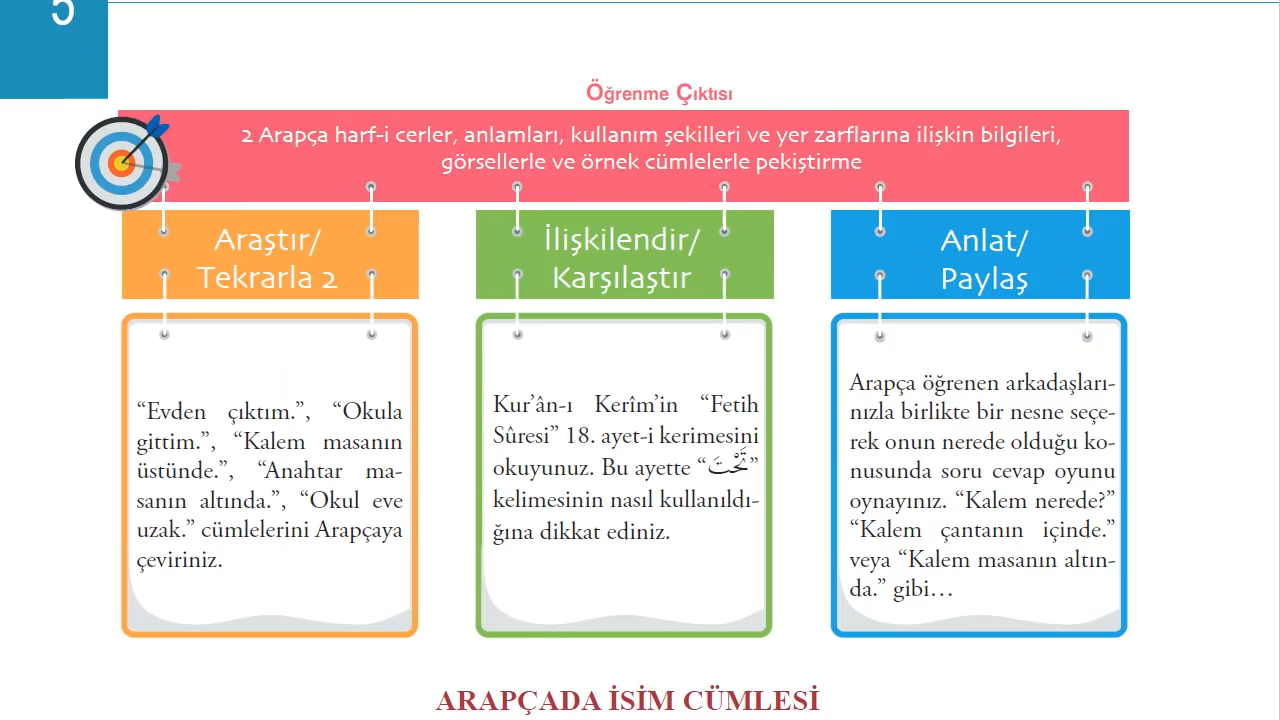 5
Öğrenme Çıktısı
2 Arapça harf-i cerler, anlamları, kullanım şekilleri ve yer zarflarına ilişkin bilgileri,
görsellerle ve örnek cümlelerle pekiştirme
Araştır/
Tekrarla 2
“Evden çıktım.”, “Okula
gittim.”, “Kalem masanın
üstünde.”, “Anahtar ma-
sanın altında.”, “Okul eve
uzak.” cümlelerini Arapçaya
çeviriniz.
İlişkilendir/
Karşılaştır
Kur’ân-ı Kerîm’in “Fetih
Sûresi” 18. ayet-i kerimesini
okuyunuz. Bu ayette “تَحْتَ”
kelimesinin nasıl kullanıldı-
ğına dikkat ediniz.
Anlat/
Paylaş
Arapça öğrenen arkadaşları-
nızla birlikte bir nesne seçe-
rek onun nerede olduğu ko-
nusunda soru cevap oyunu
oynayınız. “Kalem nerede?”
“Kalem çantanın içinde.”
veya “Kalem masanın altın-
da.” gibi…
ARAPÇADA İSİM CÜMLESİ